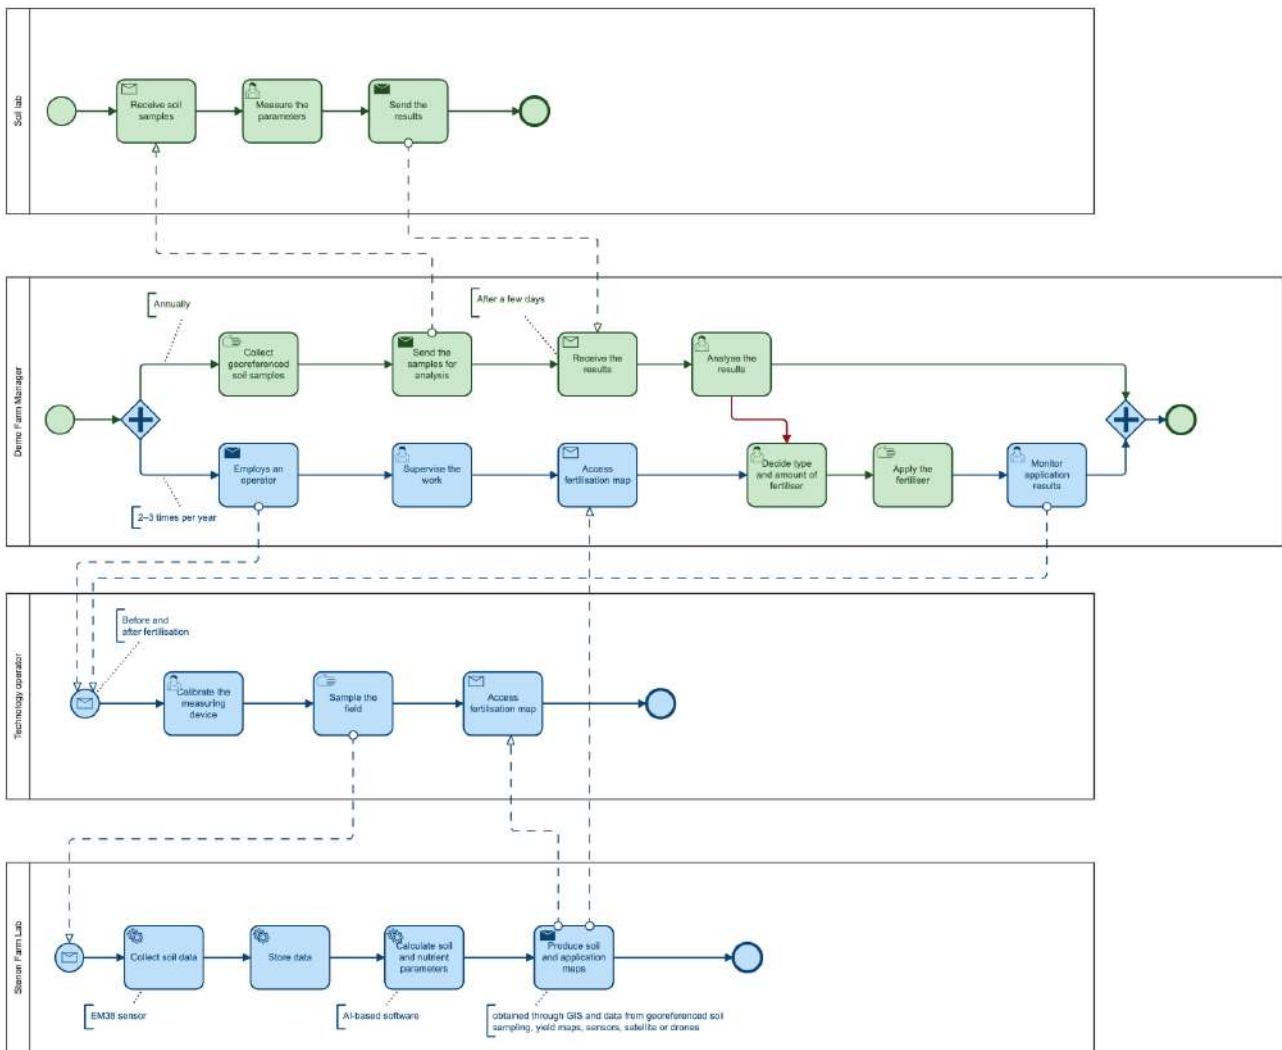 Soil lab
Receive soil
samples
Measure the
parameters
Send the
results
Demo Farm Manager
Annually
After a few days
Collect
georeferenced
soil samples
Send the
samples for
analysis
Receive the
results
Analyse the
results
Employs an
operator
Supervise the
work
Access
fertilisation map
Decide type
and amount of
fertiliser
Apply the
fertiliser
Monitor
application
results
2–3 times per year
Technology operator
Before and
after fertilisation
Calibrate the
measuring
device
Sample the
field
Access
fertilisation map
Stenon Farm Lab
Collect soil data
Store data
Calculate soil
and nutrient
parameters
Produce soil
and application
maps
EM38 sensor
AI-based software
obtained through GIS and data from georeferenced soil
sampling, yield maps, sensors, satellite or drones